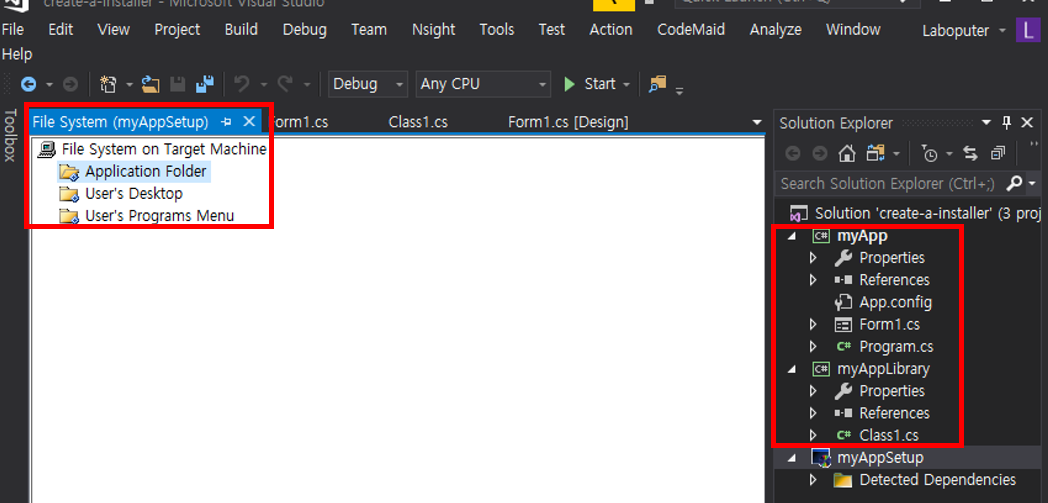 create-a-installer - Microsoft Visual Studio
Quick Launch (Ctrl+Q)
File Edit View Project Build Debug Team Nsight Tools Test Action CodeMaid Analyze Window Laboputer L
Help
Debug Any CPU Start
Toolbox
File System (myAppSetup) Form1.cs Class1.cs Form1.cs [Design]
File System on Target Machine
Application Folder
User's Desktop
User's Programs Menu
Solution Explorer
Search Solution Explorer (Ctrl+;)
Solution 'create-a-installer' (3 proj
C# myApp
Properties
References
App.config
Form1.cs
C# Program.cs
C# myAppLibrary
Properties
References
C# Class1.cs
myAppSetup
Detected Dependencies